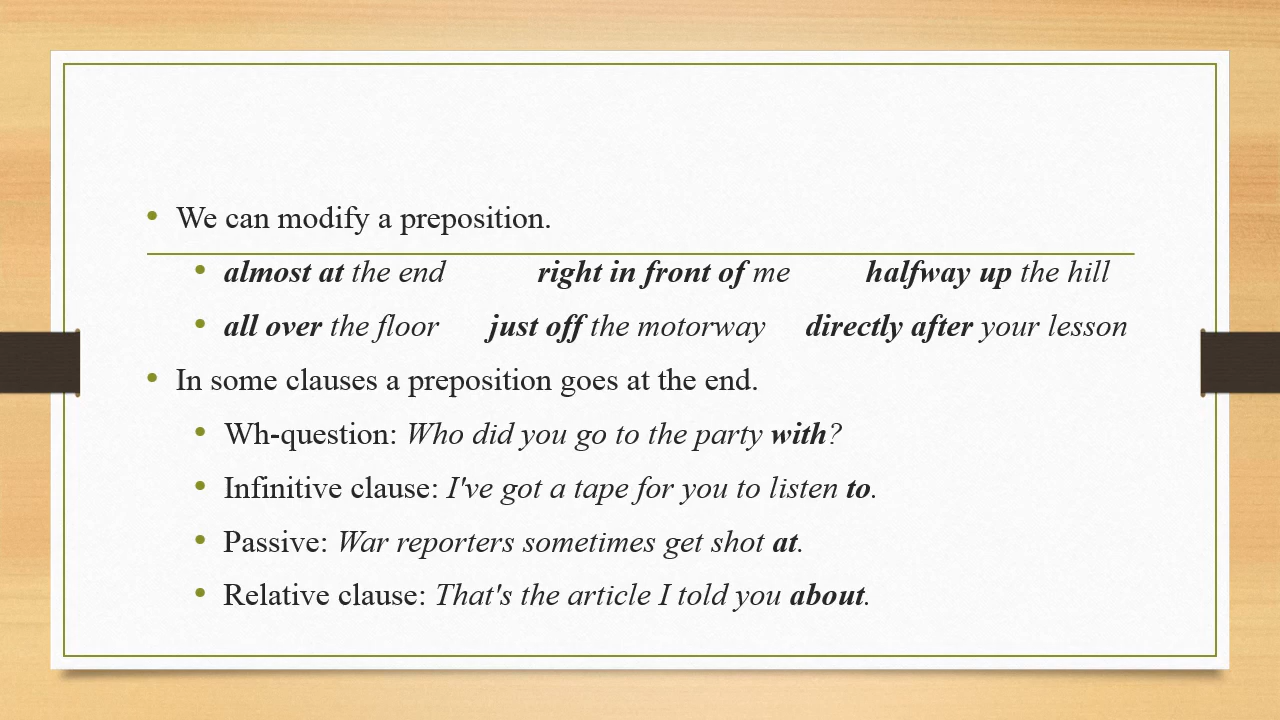 • We can modify a preposition.
• almost at the end right in front of me halfway up the hill
• all over the floor just off the motorway directly after your lesson
• In some clauses a preposition goes at the end.
• Wh-question: Who did you go to the party with?
• Infinitive clause: I've got a tape for you to listen to.
• Passive: War reporters sometimes get shot at.
• Relative clause: That's the article I told you about.